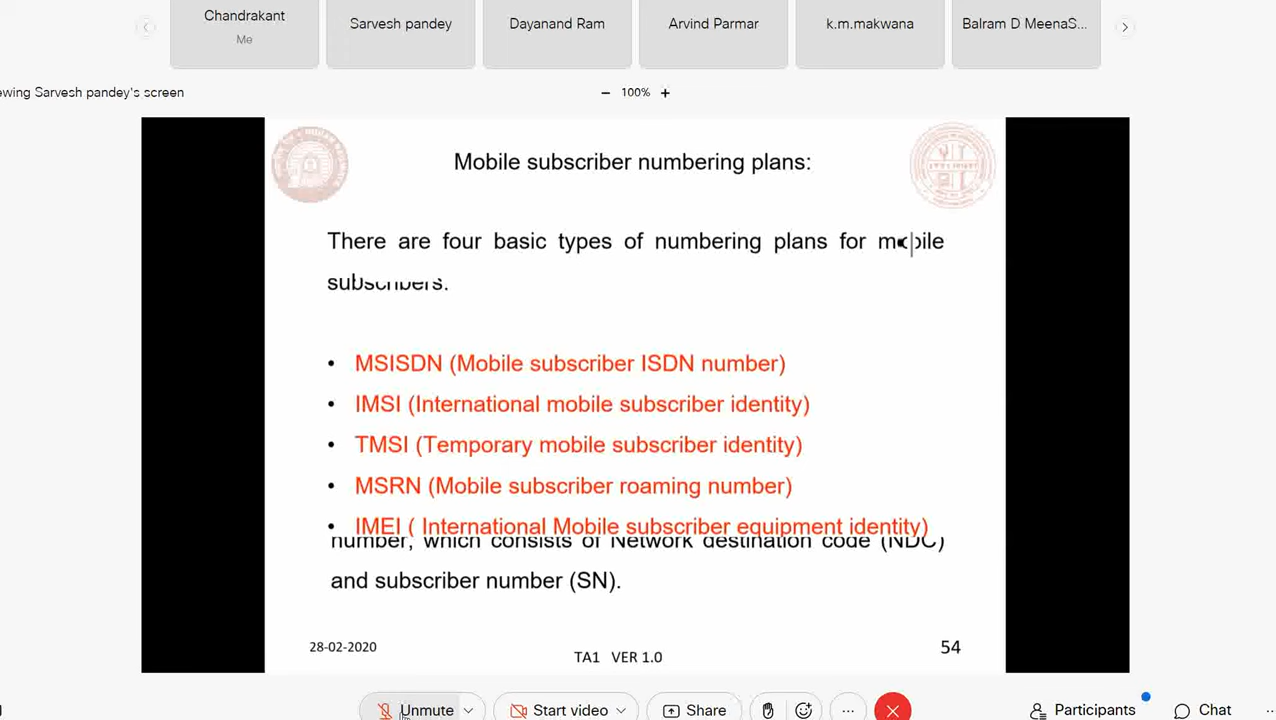 Chandrakant
Me
Sarvesh pandey
Dayanand Ram
Arvind Parmar
k.m.makwana
Balram D MeenaS...
ewing Sarvesh pandey's screen
− 100% +
Mobile subscriber numbering plans:
There are four basic types of numbering plans for mobile
subscribers.
• MSISDN (Mobile subscriber ISDN number)
• IMSI (International mobile subscriber identity)
• TMSI (Temporary mobile subscriber identity)
• MSRN (Mobile subscriber roaming number)
• IMEI ( International Mobile subscriber equipment identity)
number, which consists of Network destination code (NDC)
and subscriber number (SN).
28-02-2020
TA1 VER 1.0
54
Unmute
Start video
Share
...
Participants
Chat